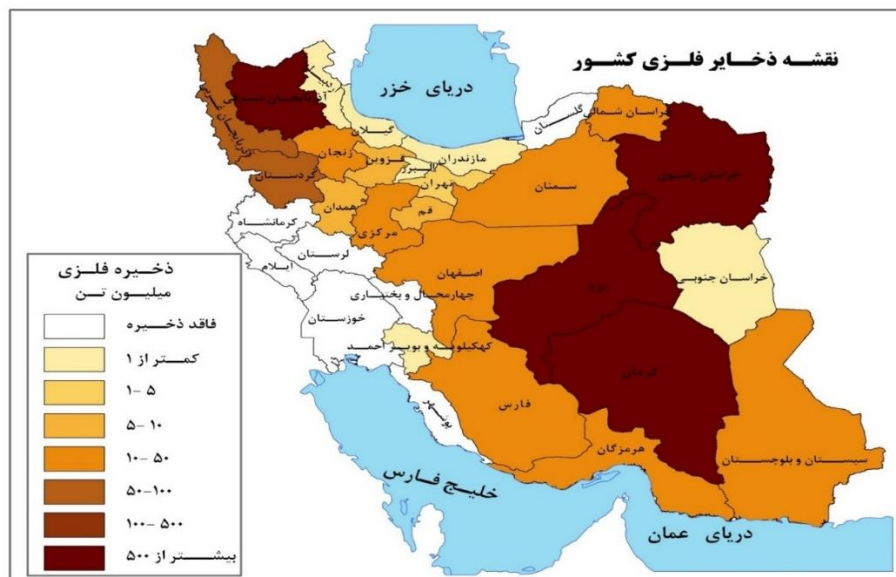 نقشه ذخایر فلزی کشور
دریای خزر
گلستان
خراسان شمالی
آذربایجان شرقی
گیلان
مازندران
خراسان رضوی
زنجان
قزوین
البرز
تهران
سمنان
کردستان
همدان
قم
مرکزی
کرمانشاه
لرستان
ایلام
اصفهان
خراسان جنوبی
یزد
چهارمحال و بختیاری
خوزستان
کهکیلویه و بویر احمد
کرمان
فارس
بوشهر
هرمزگان
سیستان و بلوچستان
خلیج فارس
دریای عمان
ذخیره فلزی
میلیون تن
فاقد ذخیره
کمتر از ۱
۱-۵
۵-۱۰
۱۰-۵۰
۵۰-۱۰۰
۱۰۰-۵۰۰
بیشتر از ۵۰۰